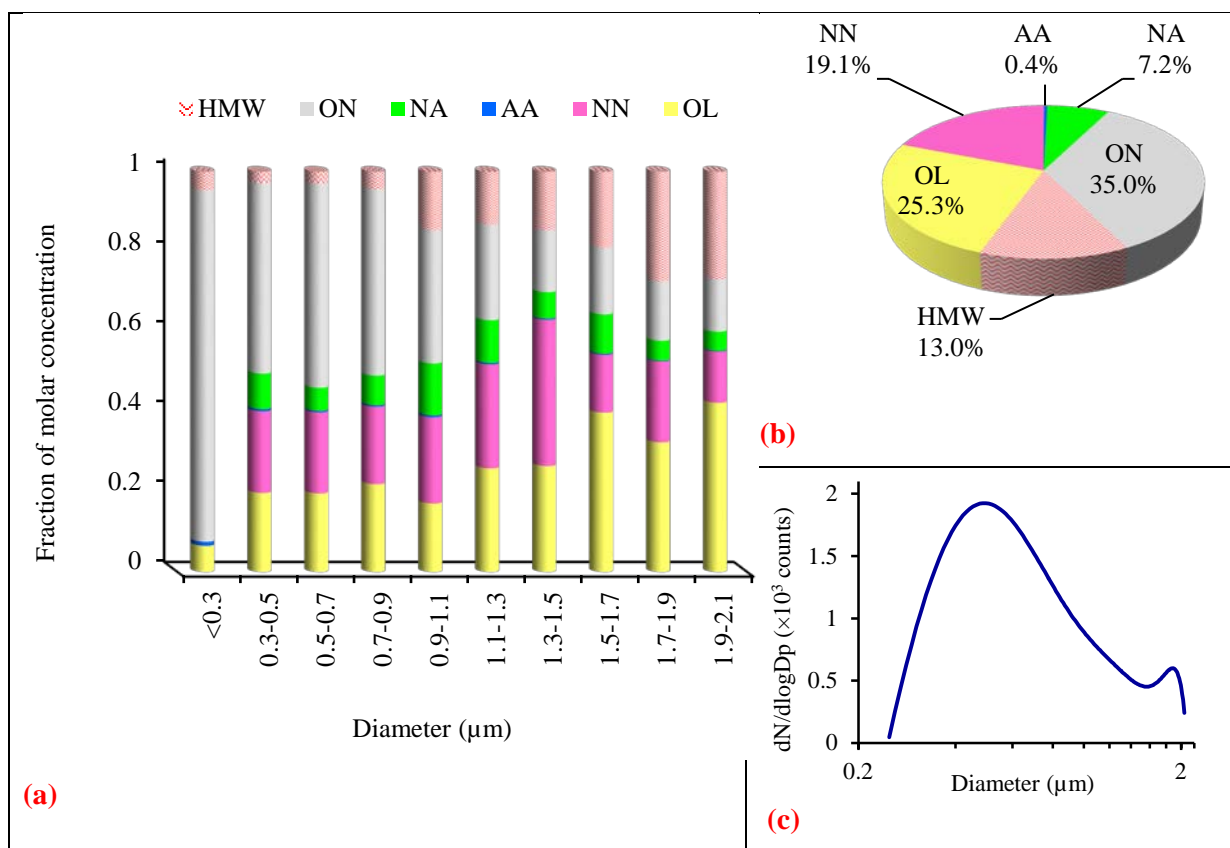 HMW ON NA AA NN OL
1
0.8
0.6
0.4
0.2
0
Fraction of molar concentration
<0.3
0.3-0.5
0.5-0.7
0.7-0.9
0.9-1.1
1.1-1.3
1.3-1.5
1.5-1.7
1.7-1.9
1.9-2.1
Diameter (µm)
(a)
NN
19.1%
AA
0.4%
NA
7.2%
ON
35.0%
OL
25.3%
HMW
13.0%
(b)
dN/dlogDp (×10³ counts)
2
1.5
1
0.5
0
0.2 2
Diameter (µm)
(c)